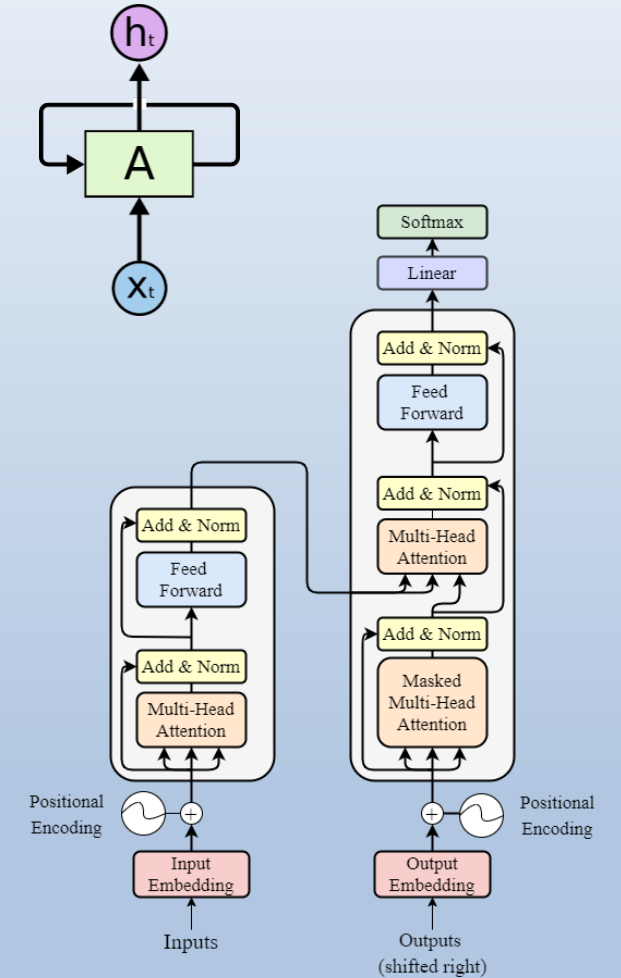 ht
A
xt
Softmax
Linear
Add & Norm
Feed
Forward
Add & Norm
Multi-Head
Attention
Add & Norm
Masked
Multi-Head
Attention
Positional
Encoding
Output
Embedding
Outputs
(shifted right)
Add & Norm
Feed
Forward
Add & Norm
Multi-Head
Attention
Positional
Encoding
+
+
Input
Embedding
Inputs